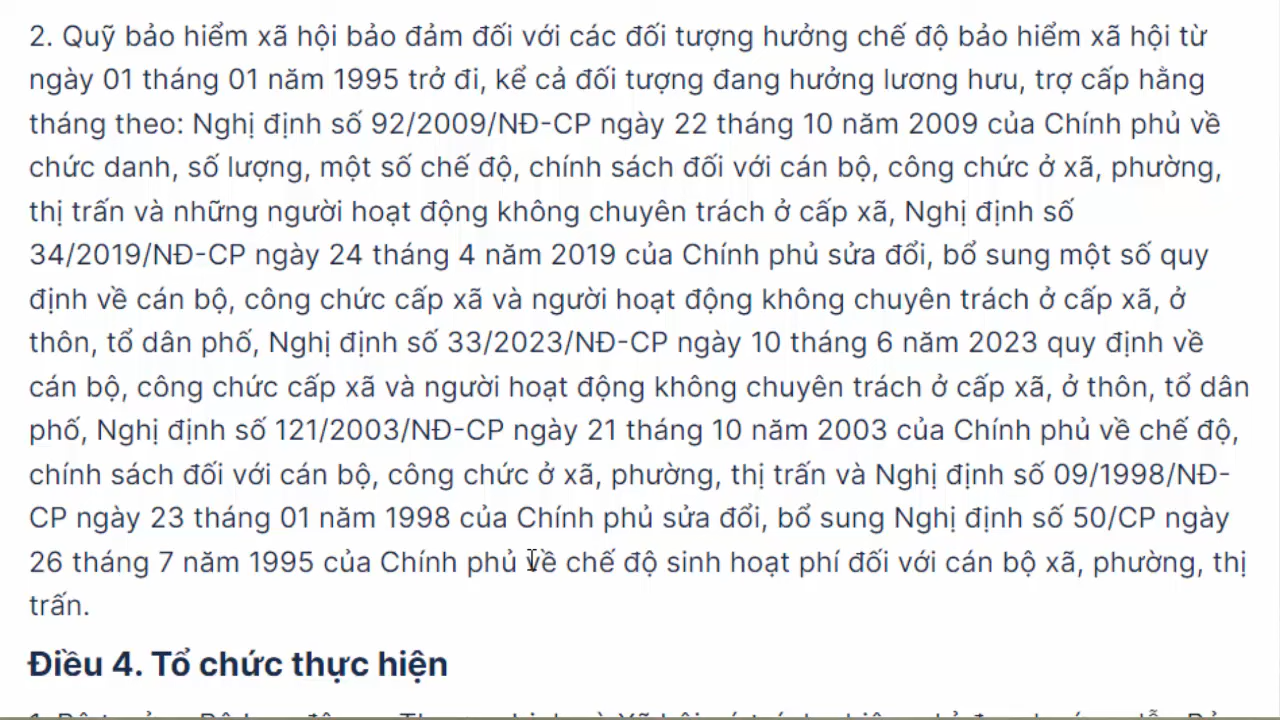 2. Quỹ bảo hiểm xã hội bảo đảm đối với các đối tượng hưởng chế độ bảo hiểm xã hội từ
ngày 01 tháng 01 năm 1995 trở đi, kể cả đối tượng đang hưởng lương hưu, trợ cấp hằng
tháng theo: Nghị định số 92/2009/NĐ-CP ngày 22 tháng 10 năm 2009 của Chính phủ về
chức danh, số lượng, một số chế độ, chính sách đối với cán bộ, công chức ở xã, phường,
thị trấn và những người hoạt động không chuyên trách ở cấp xã, Nghị định số
34/2019/NĐ-CP ngày 24 tháng 4 năm 2019 của Chính phủ sửa đổi, bổ sung một số quy
định về cán bộ, công chức cấp xã và người hoạt động không chuyên trách ở cấp xã, ở
thôn, tổ dân phố, Nghị định số 33/2023/NĐ-CP ngày 10 tháng 6 năm 2023 quy định về
cán bộ, công chức cấp xã và người hoạt động không chuyên trách ở cấp xã, ở thôn, tổ dân
phố, Nghị định số 121/2003/NĐ-CP ngày 21 tháng 10 năm 2003 của Chính phủ về chế độ,
chính sách đối với cán bộ, công chức ở xã, phường, thị trấn và Nghị định số 09/1998/NĐ-
CP ngày 23 tháng 01 năm 1998 của Chính phủ sửa đổi, bổ sung Nghị định số 50/CP ngày
26 tháng 7 năm 1995 của Chính phủ về chế độ sinh hoạt phí đối với cán bộ xã, phường, thị
trấn.
Điều 4. Tổ chức thực hiện